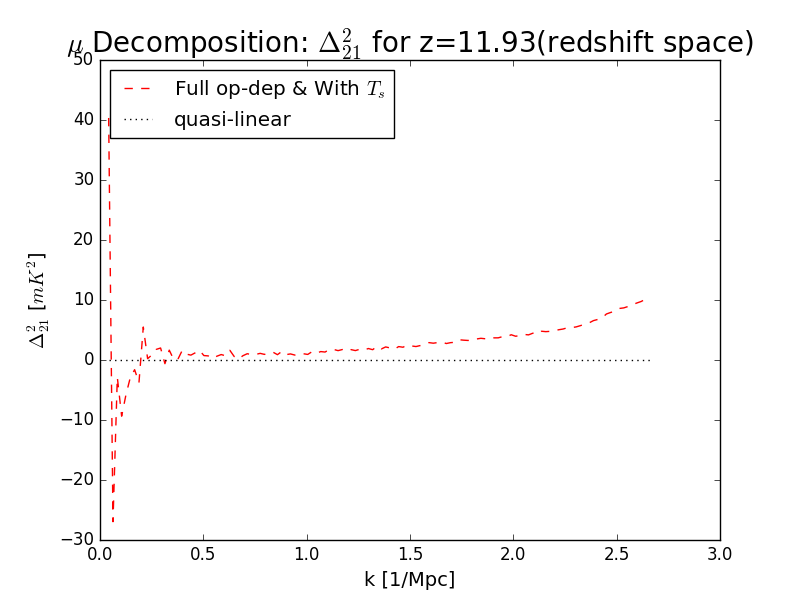 μ Decomposition: Δ²₂₁ for z=11.93(redshift space)
50
40
30
20
10
0
−10
−20
−30
Δ²₂₁ [mK²]
Full op-dep & With Tₛ
quasi-linear
0.0 0.5 1.0 1.5 2.0 2.5 3.0
k [1/Mpc]